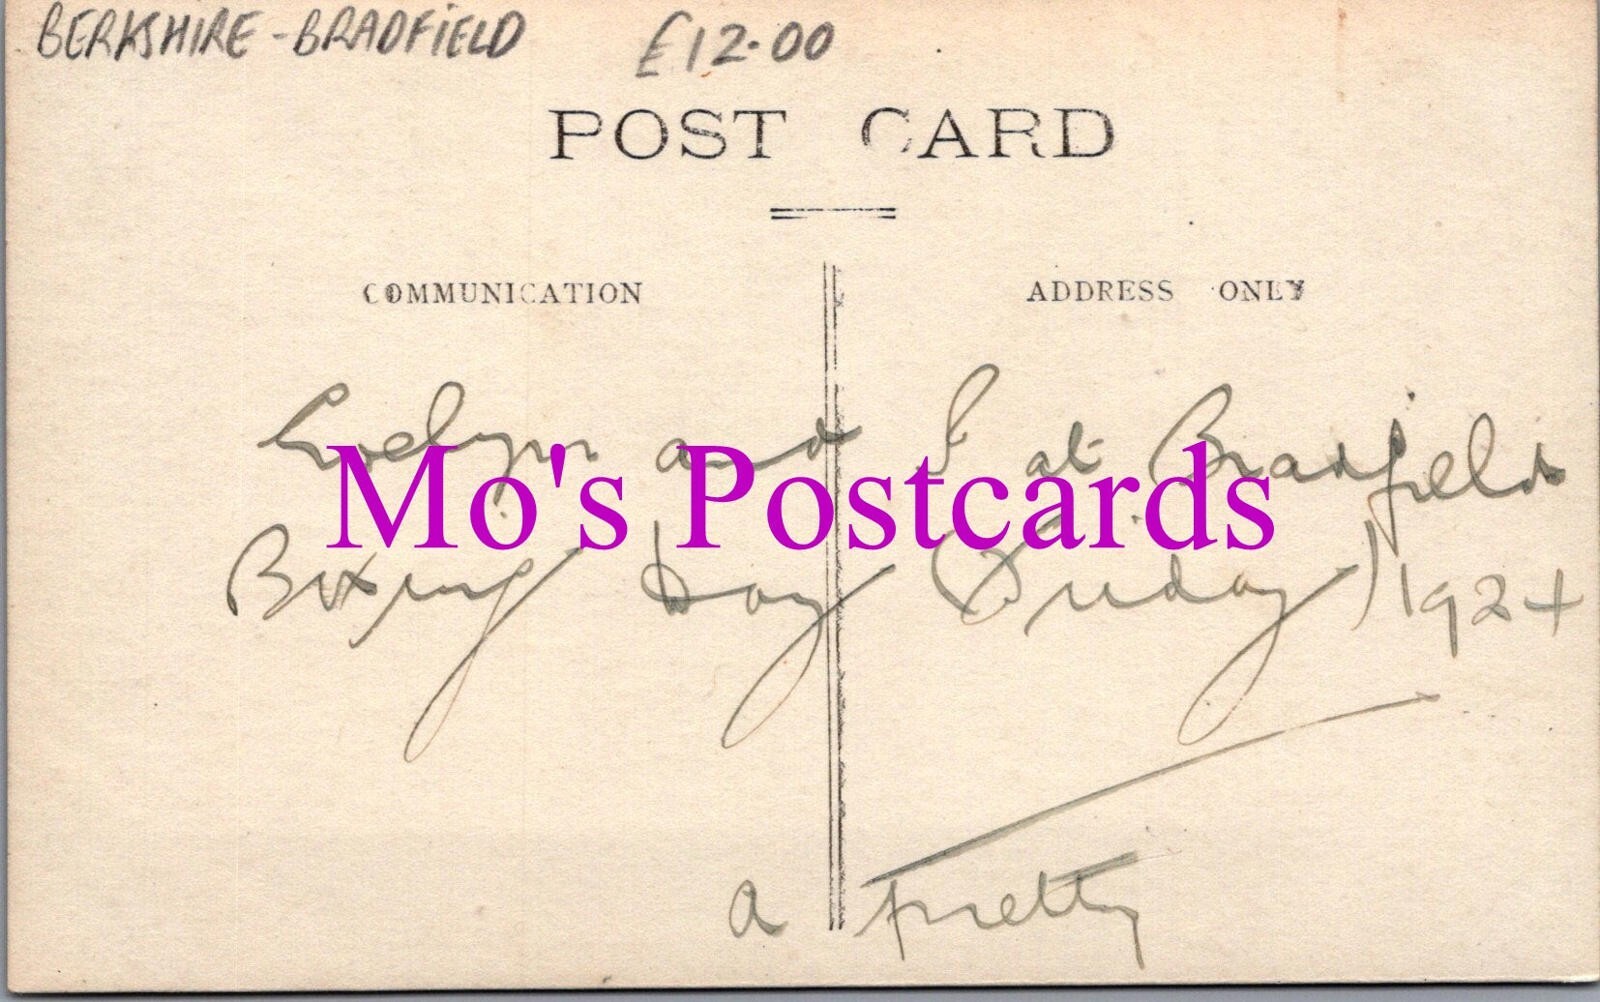 BERKSHIRE - BRADFIELD £12.00
POST CARD
COMMUNICATION ADDRESS ONLY
Evelyn and I at Bradfield
Mo's Postcards
Boxing Day (Friday) 1924
a Pretty